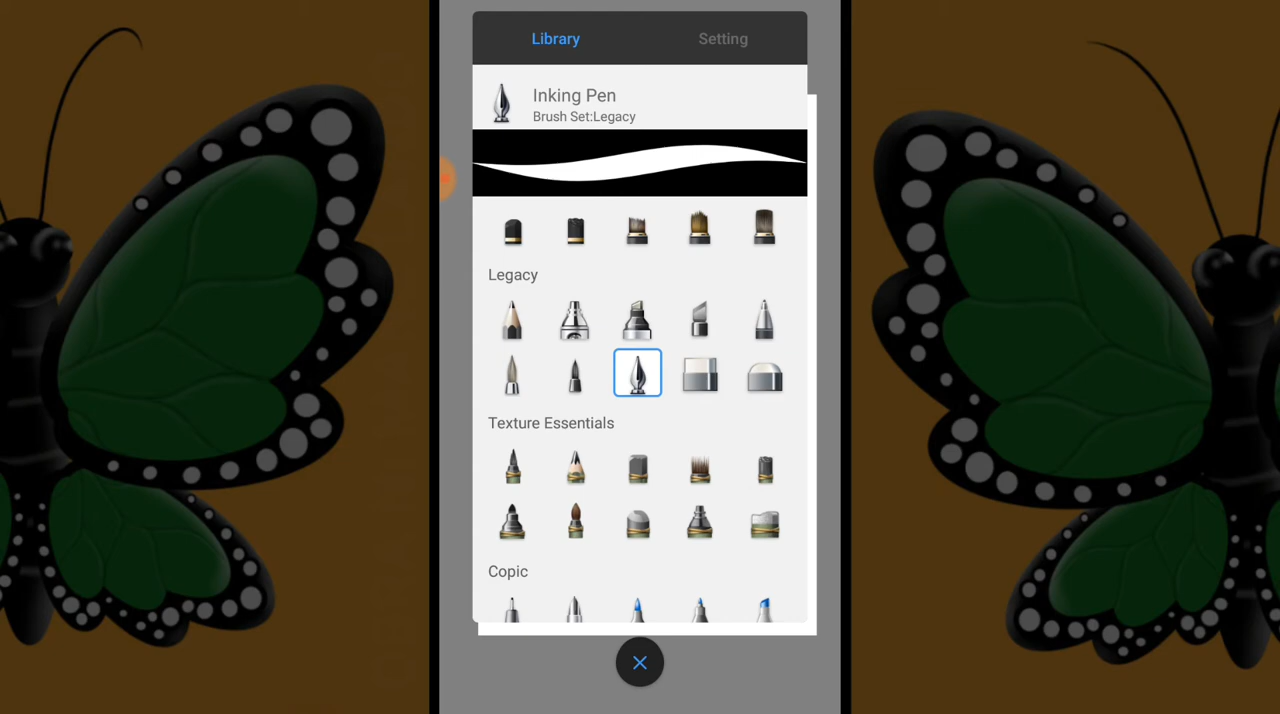 Library
Setting
Inking Pen
Brush Set:Legacy
Legacy
Texture Essentials
Copic